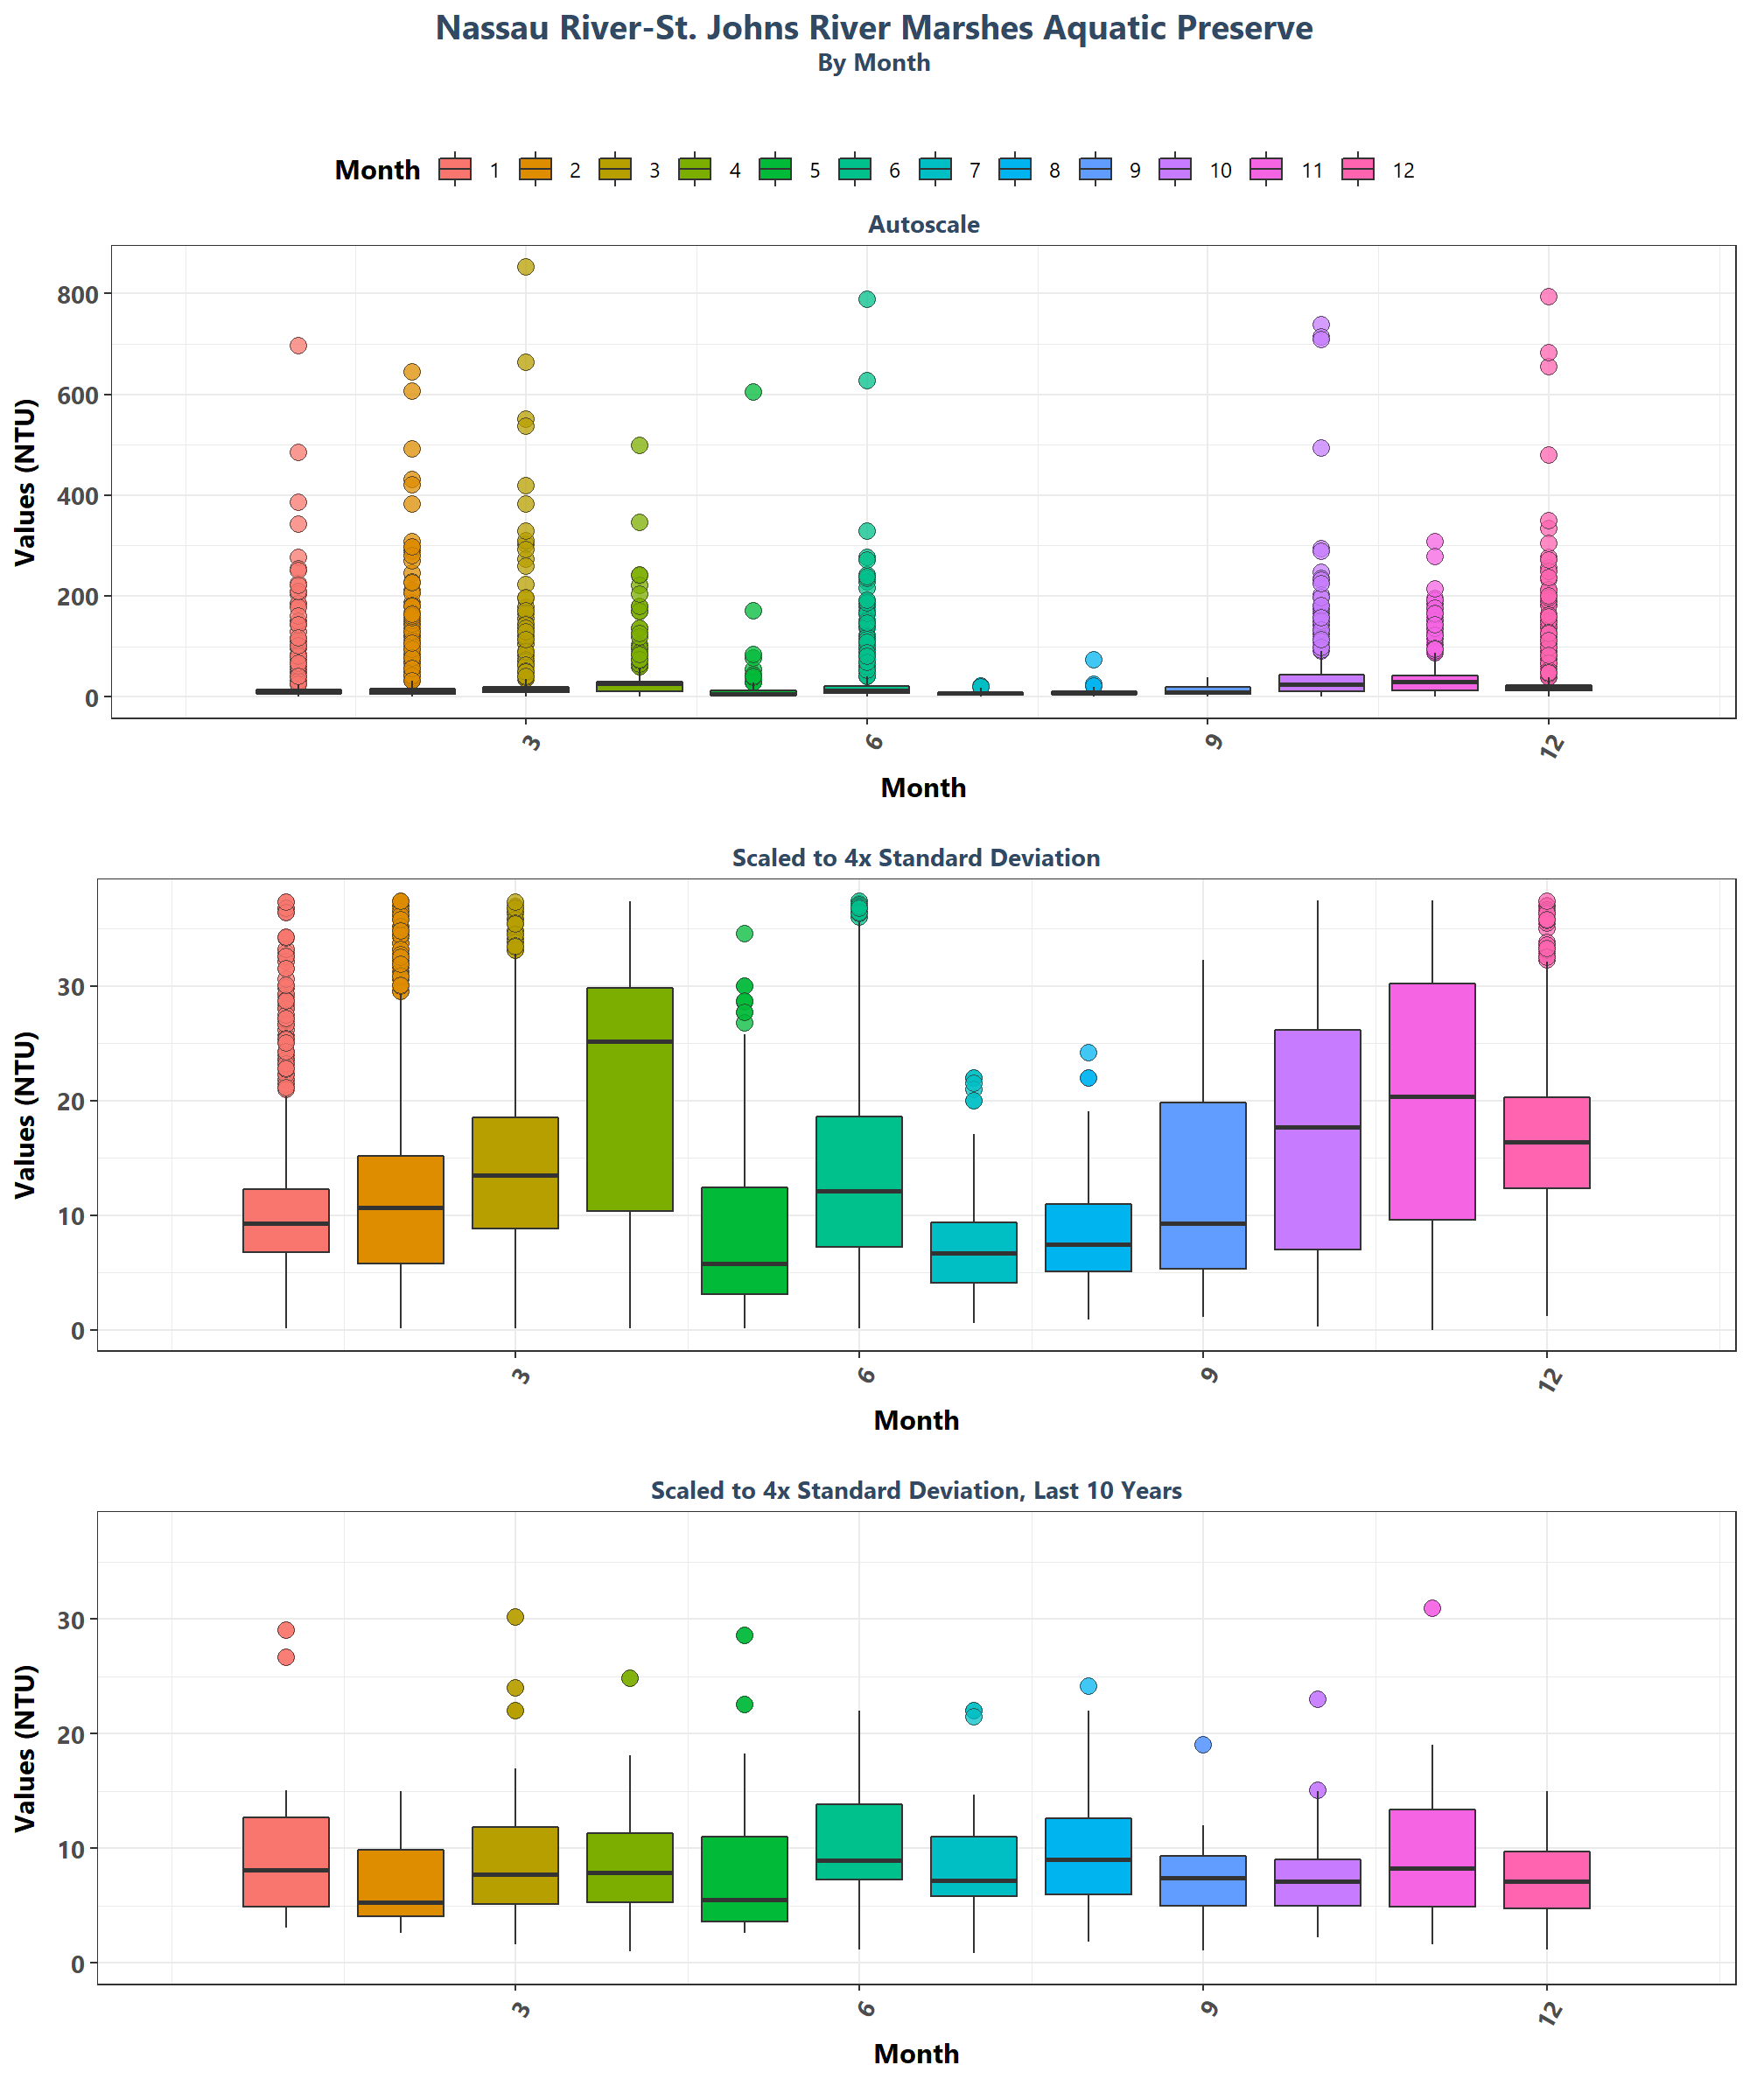 Nassau River-St. Johns River Marshes Aquatic Preserve
By Month
Month 1 2 3 4 5 6 7 8 9 10 11 12
Autoscale
Values (NTU)
800
600
400
200
0
3 6 9 12
Month
Scaled to 4x Standard Deviation
Values (NTU)
30
20
10
0
3 6 9 12
Month
Scaled to 4x Standard Deviation, Last 10 Years
Values (NTU)
30
20
10
0
3 6 9 12
Month